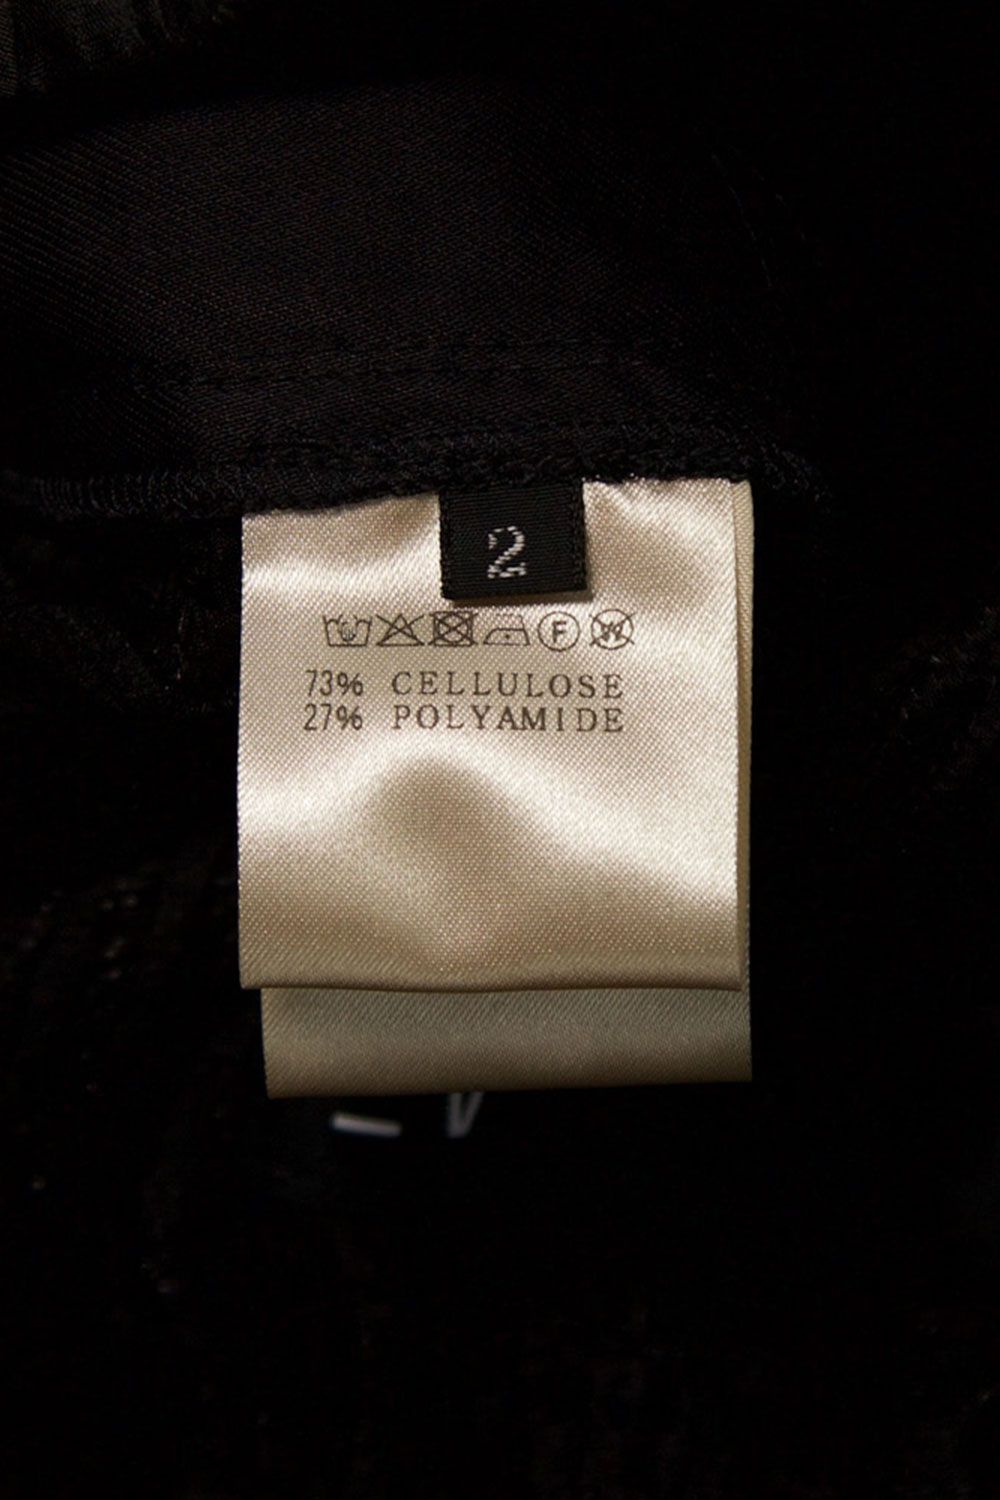 2
F W
73% CELLULOSE
27% POLYAMIDE